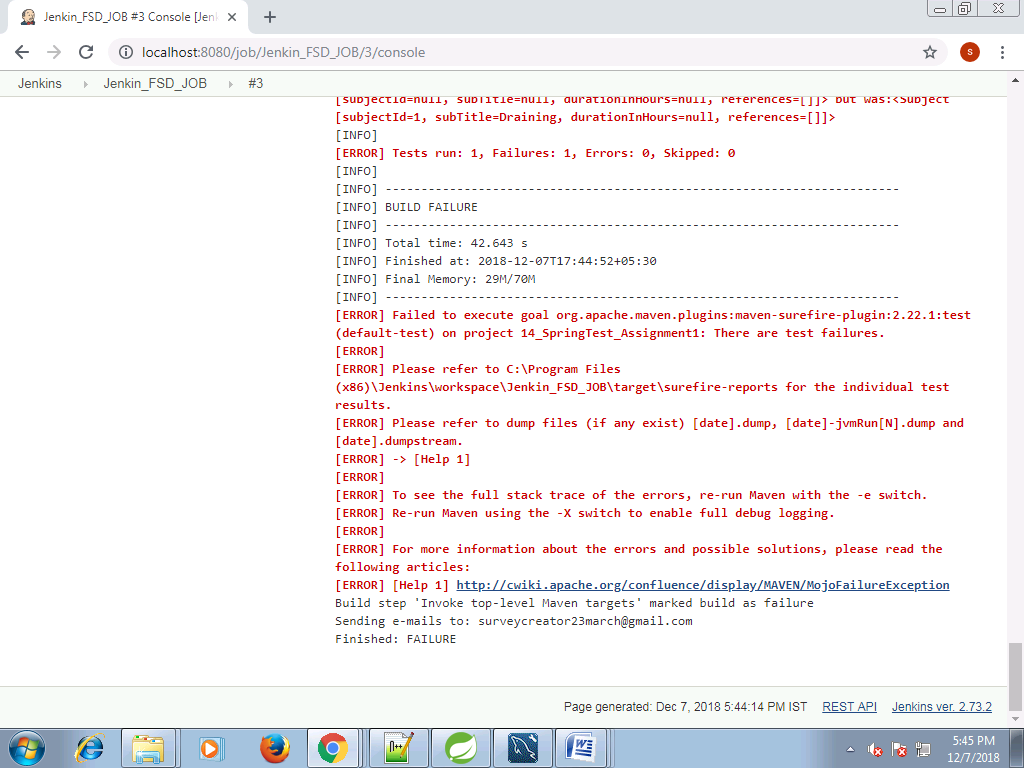 Jenkin_FSD_JOB #3 Console [Jenk
localhost:8080/job/Jenkin_FSD_JOB/3/console
s
Jenkins Jenkin_FSD_JOB #3
[subjectId=null, subTitle=null, durationInHours=null, references=[]]> but was:<Subject
[subjectId=1, subTitle=Draining, durationInHours=null, references=[]]>
[INFO]
[ERROR] Tests run: 1, Failures: 1, Errors: 0, Skipped: 0
[INFO]
[INFO] ------------------------------------------------------------------------
[INFO] BUILD FAILURE
[INFO] ------------------------------------------------------------------------
[INFO] Total time: 42.643 s
[INFO] Finished at: 2018-12-07T17:44:52+05:30
[INFO] Final Memory: 29M/70M
[INFO] ------------------------------------------------------------------------
[ERROR] Failed to execute goal org.apache.maven.plugins:maven-surefire-plugin:2.22.1:test
(default-test) on project 14_SpringTest_Assignment1: There are test failures.
[ERROR]
[ERROR] Please refer to C:\Program Files
(x86)\Jenkins\workspace\Jenkin_FSD_JOB\target\surefire-reports for the individual test
results.
[ERROR] Please refer to dump files (if any exist) [date].dump, [date]-jvmRun[N].dump and
[date].dumpstream.
[ERROR] -> [Help 1]
[ERROR]
[ERROR] To see the full stack trace of the errors, re-run Maven with the -e switch.
[ERROR] Re-run Maven using the -X switch to enable full debug logging.
[ERROR]
[ERROR] For more information about the errors and possible solutions, please read the
following articles:
[ERROR] [Help 1] http://cwiki.apache.org/confluence/display/MAVEN/MojoFailureException
Build step 'Invoke top-level Maven targets' marked build as failure
Sending e-mails to: surveycreator23march@gmail.com
Finished: FAILURE
Page generated: Dec 7, 2018 5:44:14 PM IST REST API Jenkins ver. 2.73.2
5:45 PM
12/7/2018